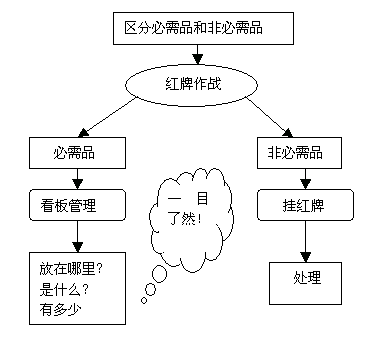 区分必需品和非必需品
红牌作战
必需品
非必需品
看板管理
一 目
了然！
挂红牌
放在哪里？
是什么？
有多少
处理